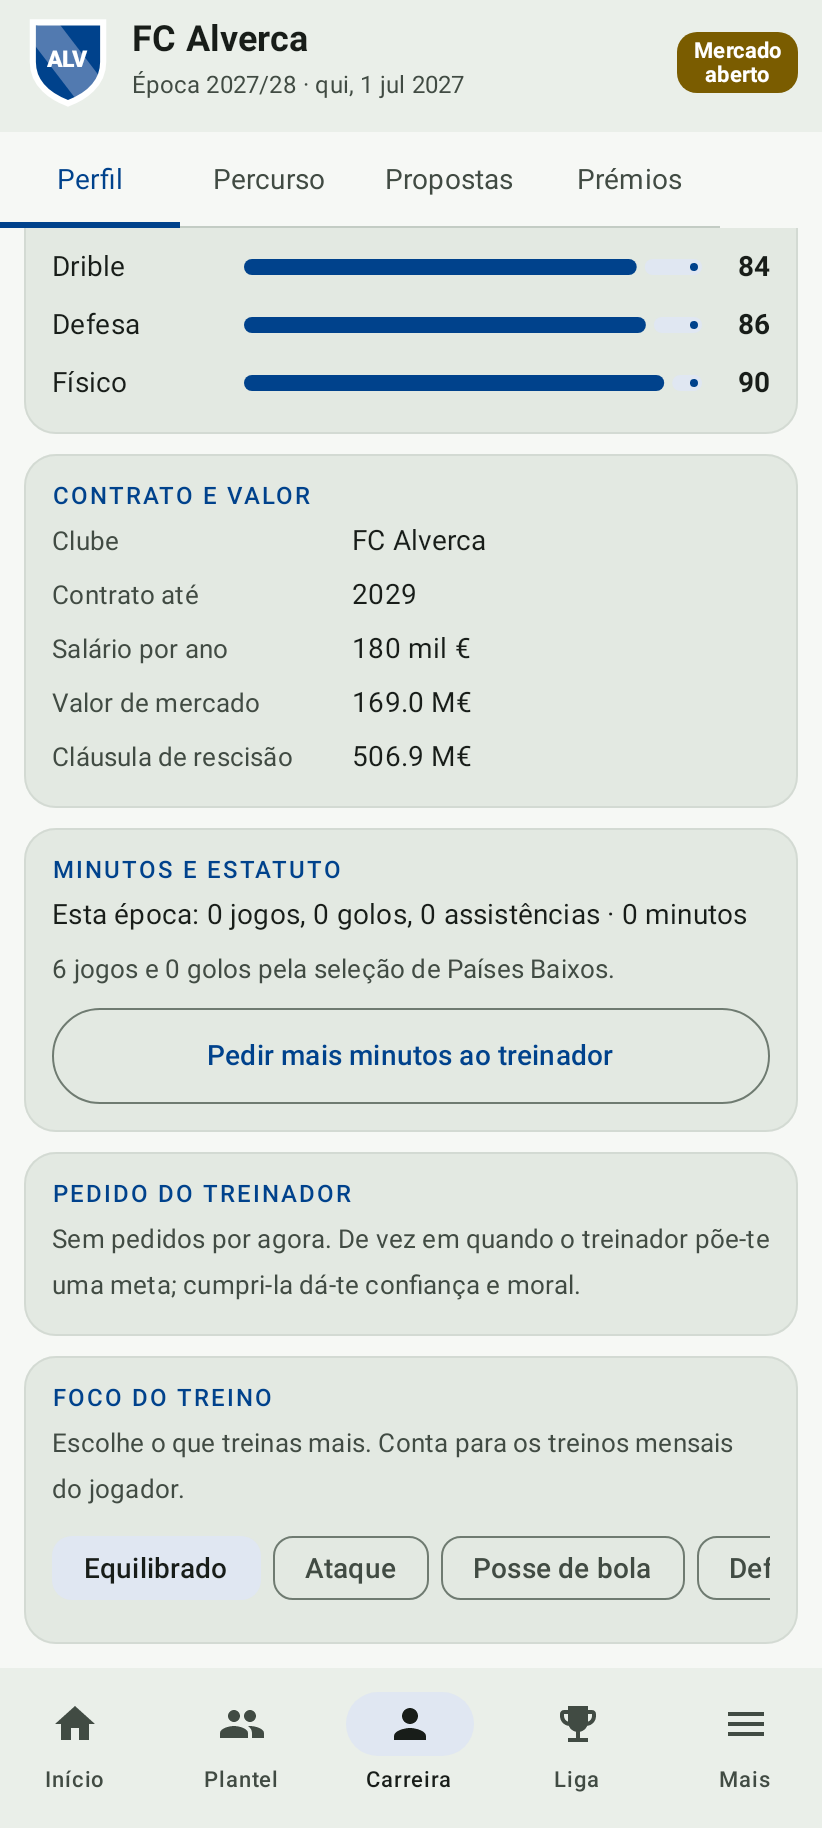 ALV
FC Alverca
Época 2027/28 · qui, 1 jul 2027
Mercado
aberto
Perfil
Percurso
Propostas
Prémios
Drible 84
Defesa 86
Físico 90
CONTRATO E VALOR
Clube FC Alverca
Contrato até 2029
Salário por ano 180 mil €
Valor de mercado 169.0 M€
Cláusula de rescisão 506.9 M€
MINUTOS E ESTATUTO
Esta época: 0 jogos, 0 golos, 0 assistências · 0 minutos
6 jogos e 0 golos pela seleção de Países Baixos.
Pedir mais minutos ao treinador
PEDIDO DO TREINADOR
Sem pedidos por agora. De vez em quando o treinador põe-te
uma meta; cumpri-la dá-te confiança e moral.
FOCO DO TREINO
Escolhe o que treinas mais. Conta para os treinos mensais
do jogador.
Equilibrado
Ataque
Posse de bola
Def
Início
Plantel
Carreira
Liga
Mais